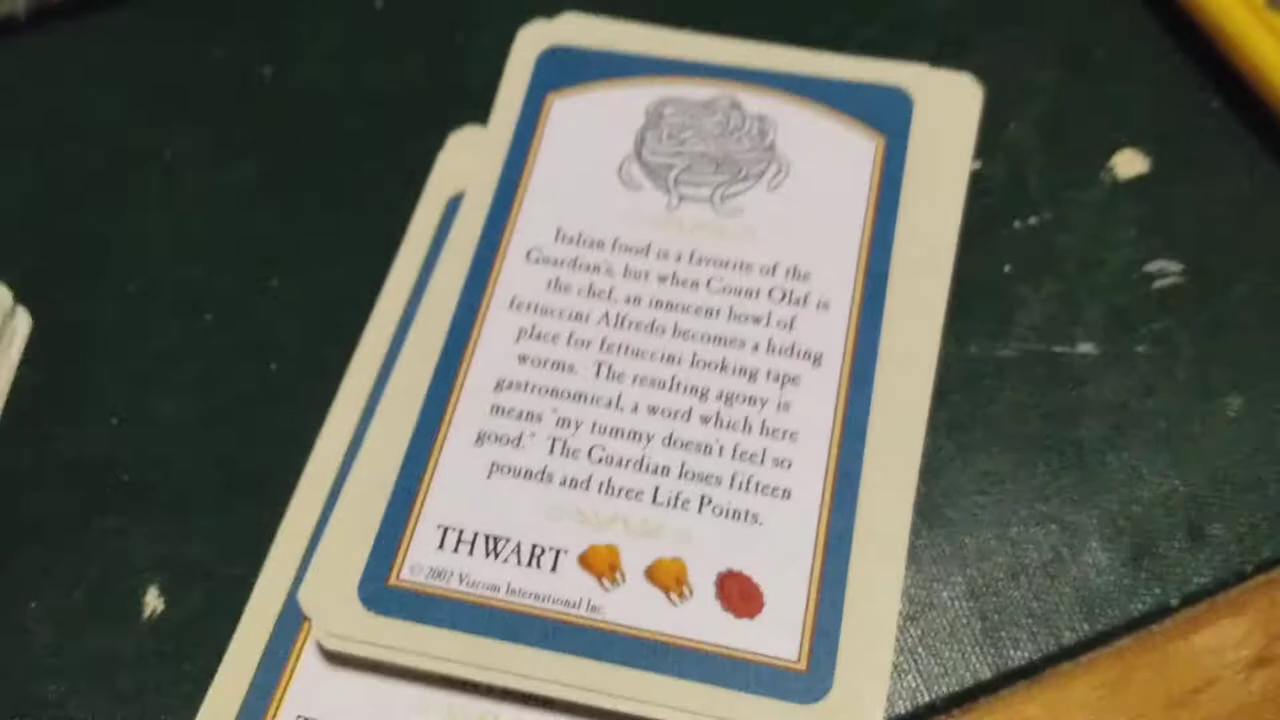 Italian food is a favorite of the
Guardian's, but when Count Olaf is
the chef, an innocent bowl of
fettuccini Alfredo becomes a hiding
place for fettuccini looking tape
worms. The resulting agony is
gastronomical, a word which here
means "my tummy doesn't feel so
good." The Guardian loses fifteen
pounds and three Life Points.
THWART
© 2002 Viacom International Inc.